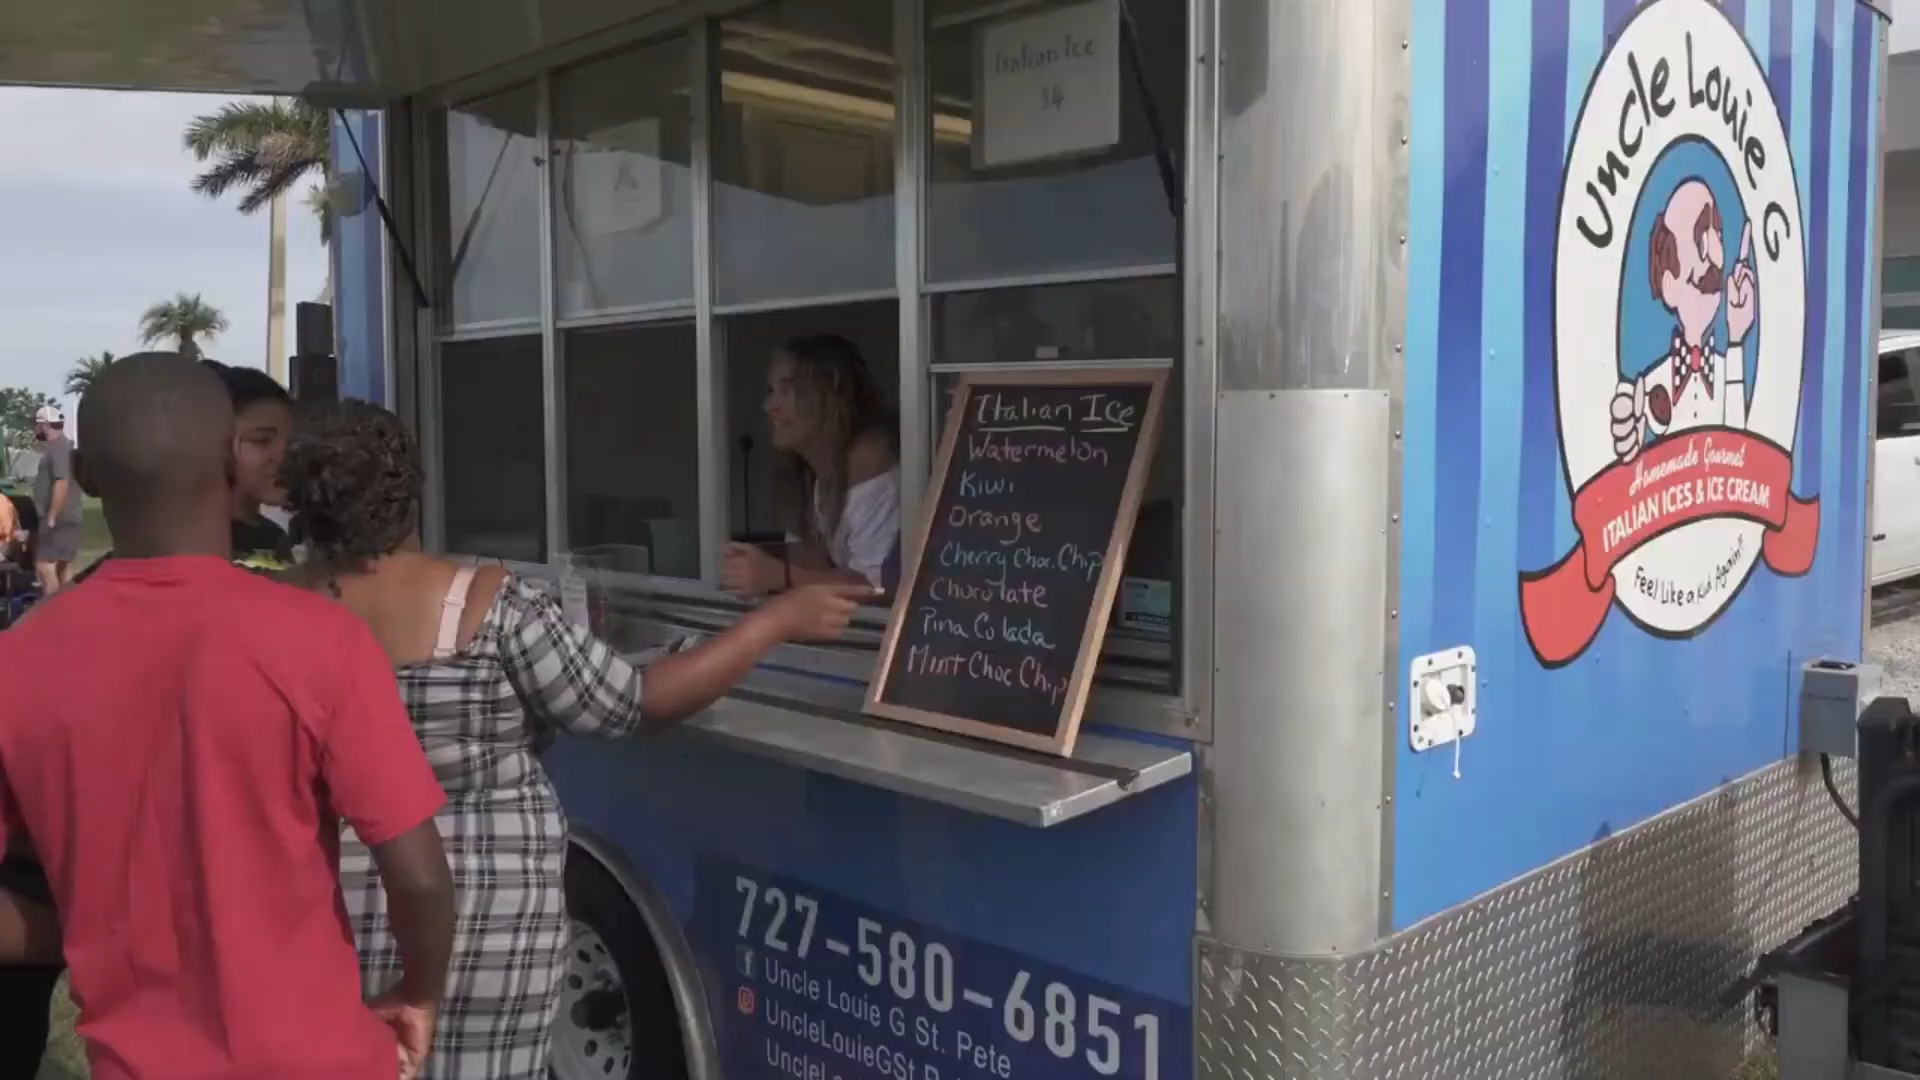 Italian Ice
$4
Italian Ice
Watermelon
Kiwi
Orange
Cherry Choc. Chip
Chocolate
Pina Colada
Mint Choc Chip
Uncle Louie G
Homemade Gourmet
ITALIAN ICES & ICE CREAM
Feel Like a Kid Again!!
727-580-6851
Uncle Louie G St. Pete
UncleLouieGSt